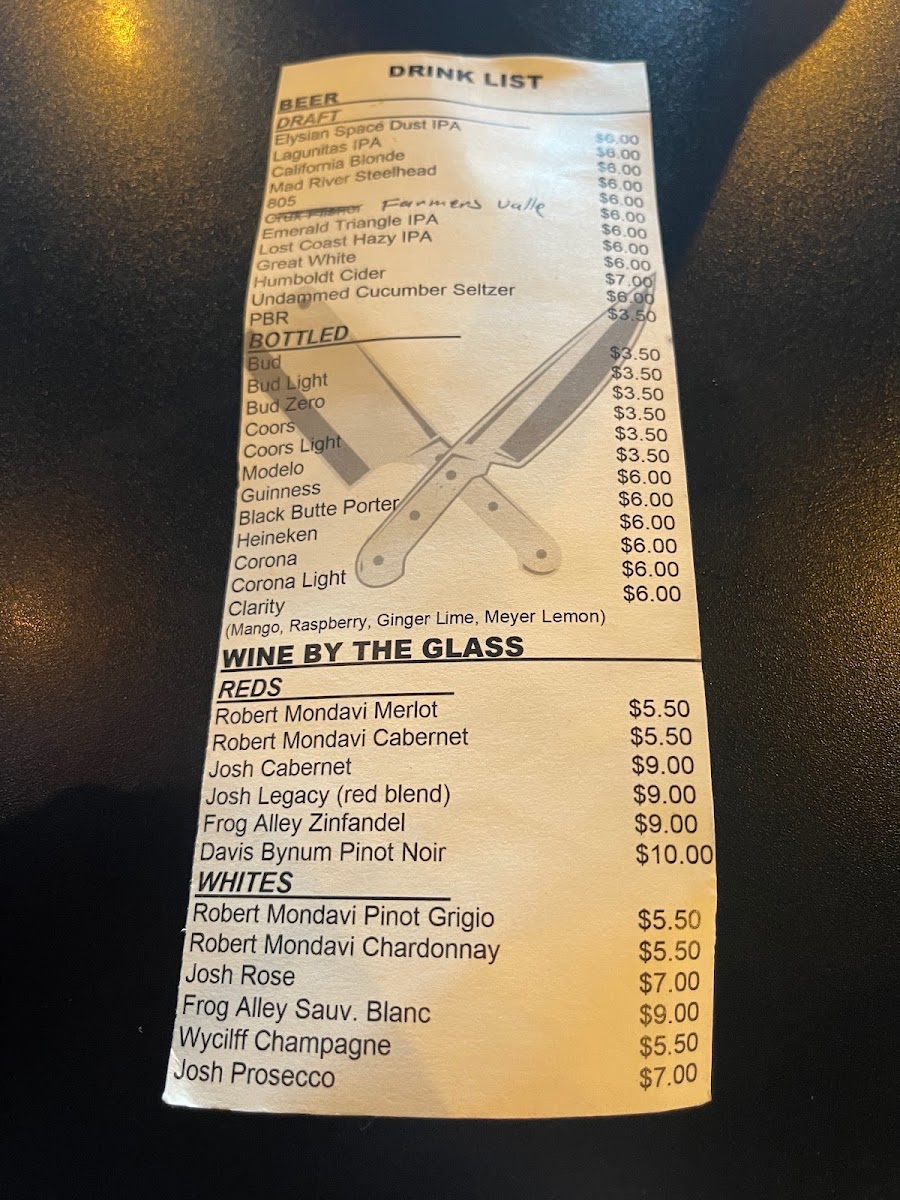 DRINK LIST
BEER
DRAFT
Elysian Space Dust IPA $6.00
Lagunitas IPA $6.00
California Blonde $6.00
Mad River Steelhead $6.00
805 $6.00
Farmers Valle $6.00
Emerald Triangle IPA $6.00
Lost Coast Hazy IPA $6.00
Great White $6.00
Humboldt Cider $7.00
Undammed Cucumber Seltzer $6.00
PBR $3.50
BOTTLED
Bud $3.50
Bud Light $3.50
Bud Zero $3.50
Coors $3.50
Coors Light $3.50
Modelo $3.50
Guinness $6.00
Black Butte Porter $6.00
Heineken $6.00
Corona $6.00
Corona Light $6.00
Clarity $6.00
(Mango, Raspberry, Ginger Lime, Meyer Lemon)
WINE BY THE GLASS
REDS
Robert Mondavi Merlot $5.50
Robert Mondavi Cabernet $5.50
Josh Cabernet $9.00
Josh Legacy (red blend) $9.00
Frog Alley Zinfandel $9.00
Davis Bynum Pinot Noir $10.00
WHITES
Robert Mondavi Pinot Grigio $5.50
Robert Mondavi Chardonnay $5.50
Josh Rose $7.00
Frog Alley Sauv. Blanc $9.00
Wycilff Champagne $5.50
Josh Prosecco $7.00